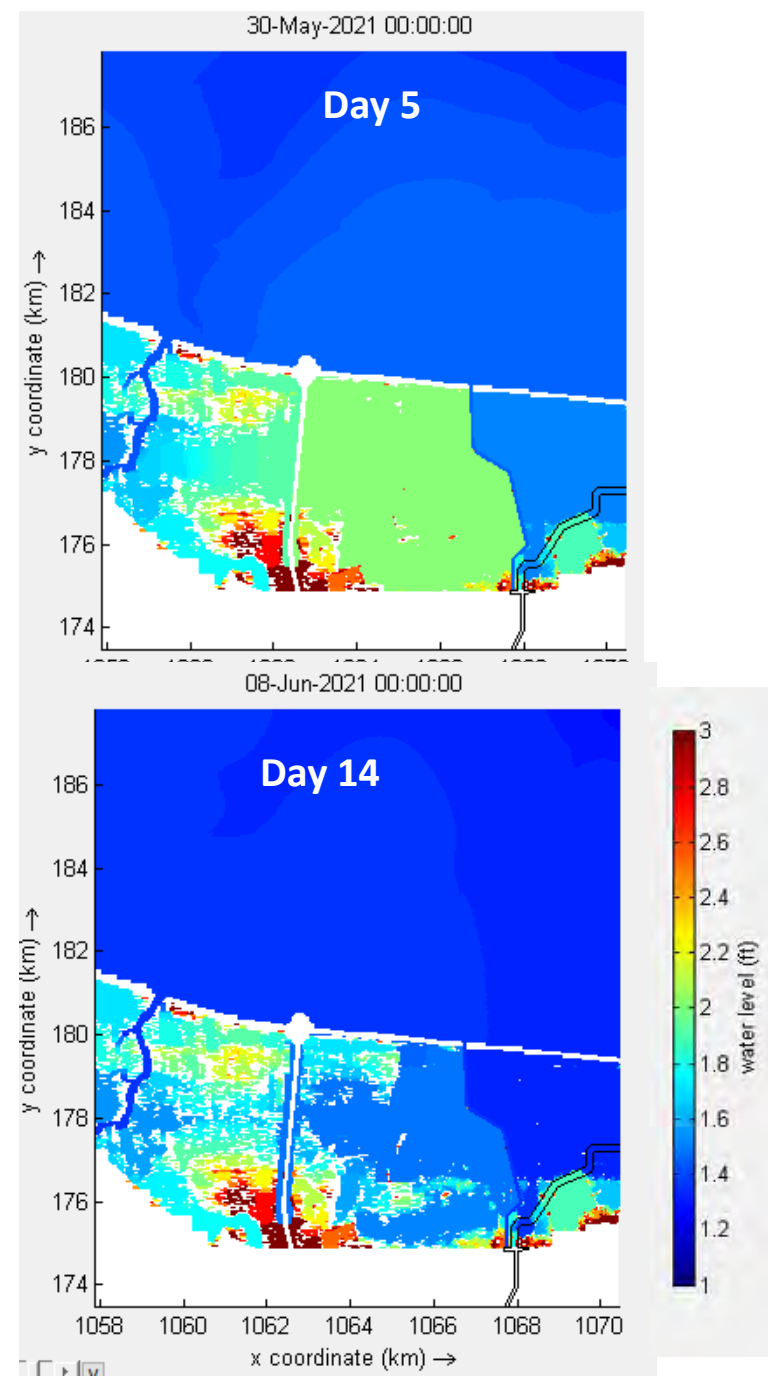 30-May-2021 00:00:00
Day 5
186
184
182
180
178
176
174
y coordinate (km) →
08-Jun-2021 00:00:00
Day 14
186
184
182
180
178
176
174
y coordinate (km) →
1058 1060 1062 1064 1066 1068 1070
x coordinate (km) →
3
2.8
2.6
2.4
2.2
2
1.8
1.6
1.4
1.2
1
water level (ft)